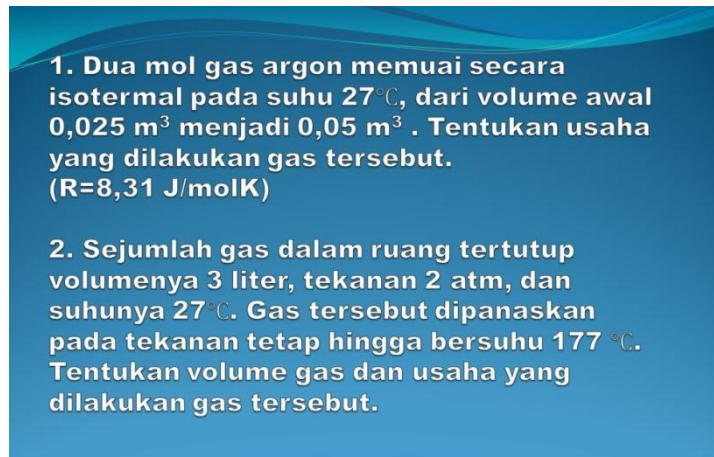 1. Dua mol gas argon memuai secara
isotermal pada suhu 27℃, dari volume awal
0,025 m³ menjadi 0,05 m³ . Tentukan usaha
yang dilakukan gas tersebut.
(R=8,31 J/molK)
2. Sejumlah gas dalam ruang tertutup
volumenya 3 liter, tekanan 2 atm, dan
suhunya 27℃. Gas tersebut dipanaskan
pada tekanan tetap hingga bersuhu 177 ℃.
Tentukan volume gas dan usaha yang
dilakukan gas tersebut.